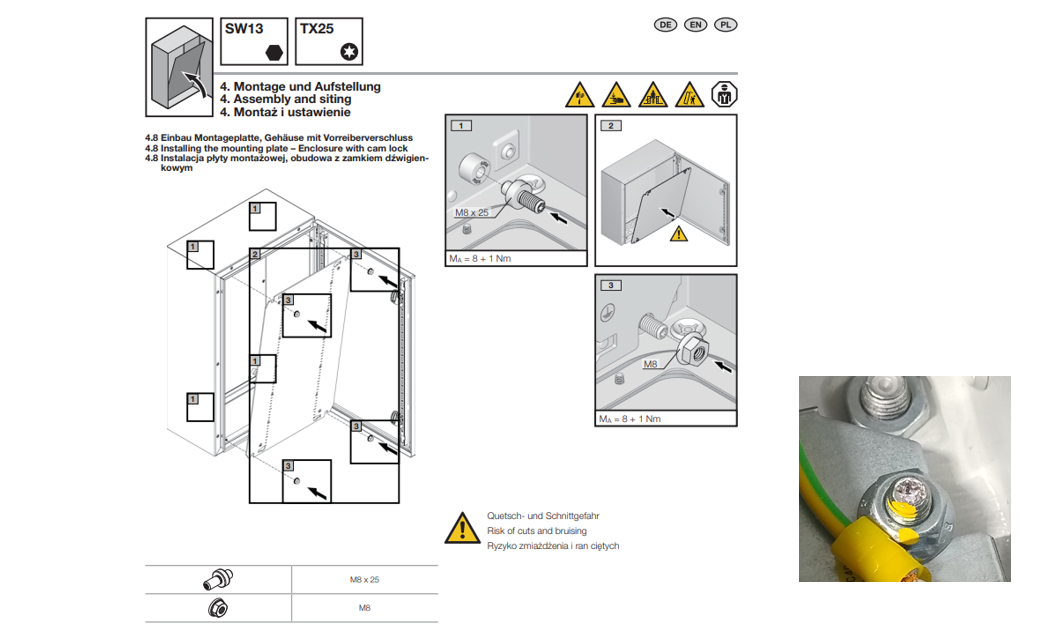 SW13
TX25
DE EN PL
4. Montage und Aufstellung
4. Assembly and siting
4. Montaż i ustawienie
4.8 Einbau Montageplatte, Gehäuse mit Vorreiberverschluss
4.8 Installing the mounting plate – Enclosure with cam lock
4.8 Instalacja płyty montażowej, obudowa z zamkiem dźwigien-
kowym
1
1
2
3
3
1
1
3
3
1
M8 x 25
MA = 8 + 1 Nm
2
3
M8
MA = 8 + 1 Nm
Quetsch- und Schnittgefahr
Risk of cuts and bruising
Ryzyko zmiażdżenia i ran ciętych
M8 x 25
M8